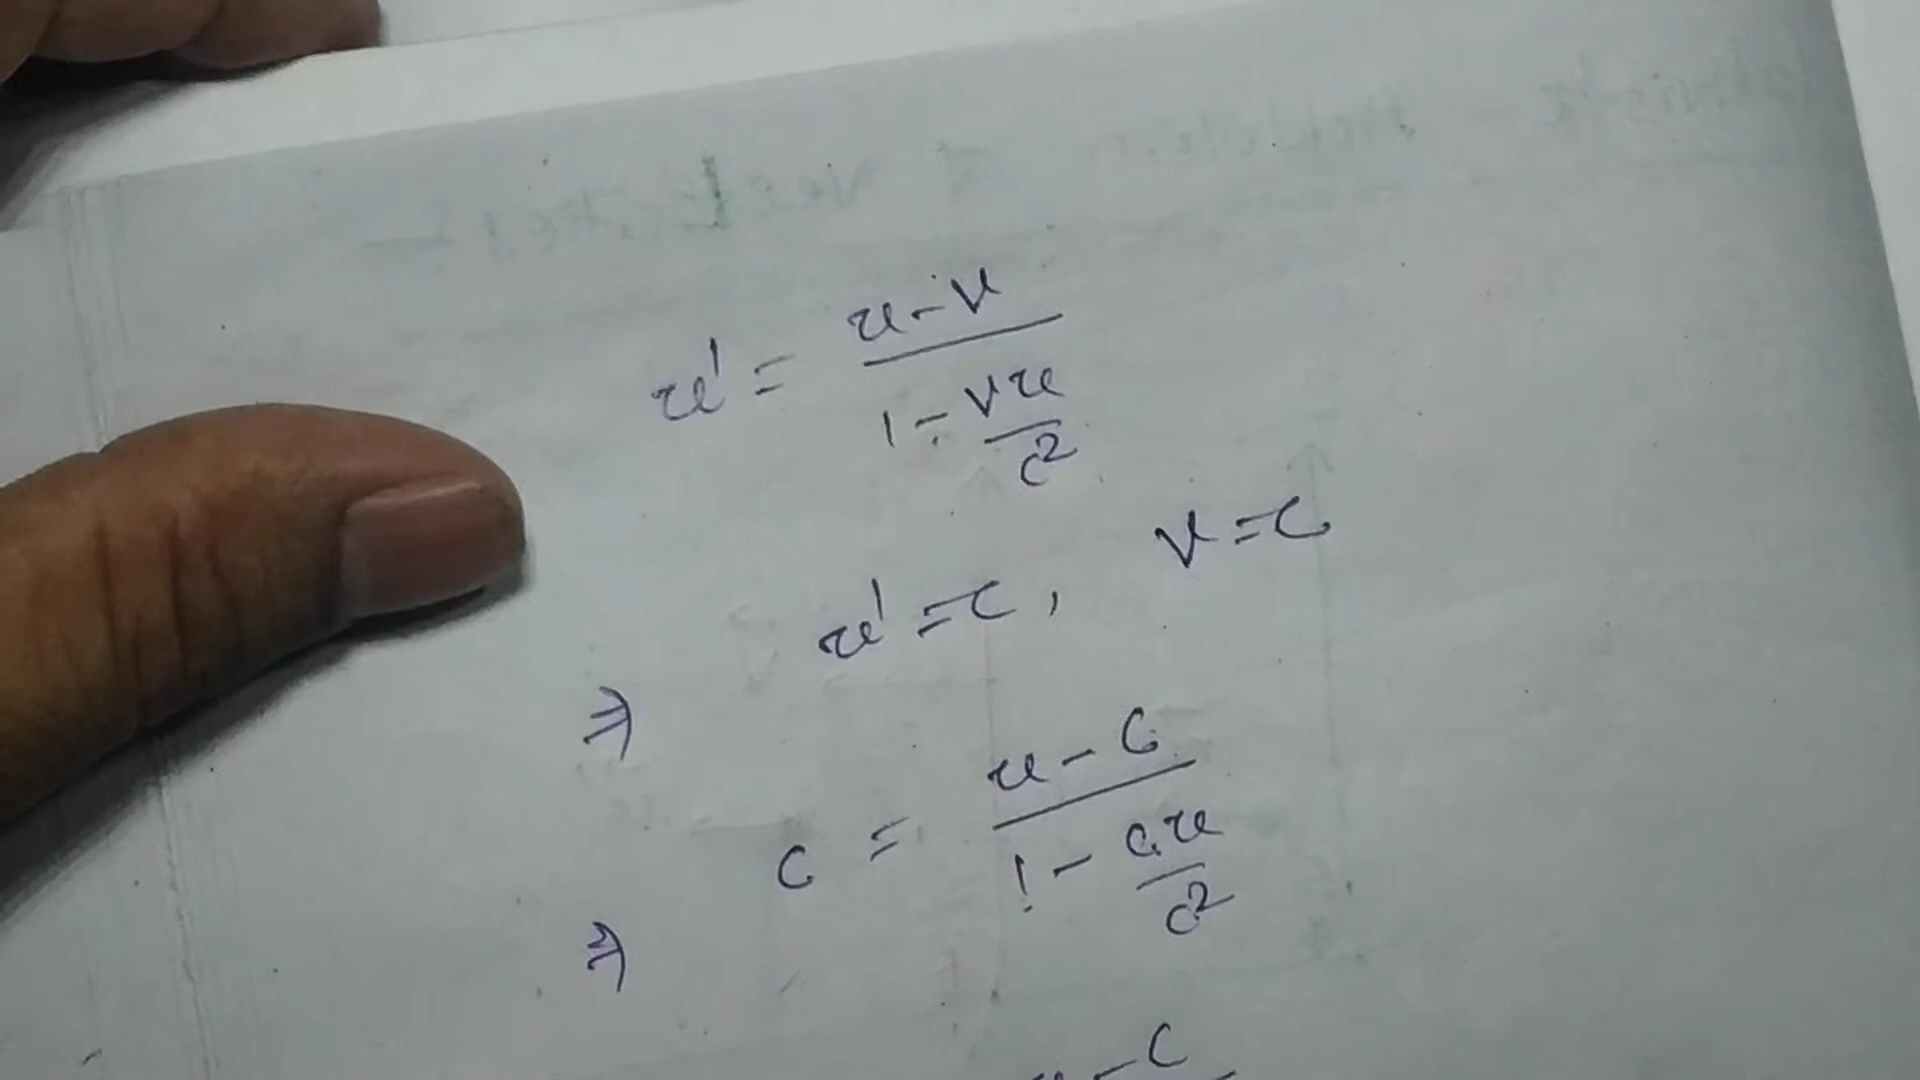 u' = (u - v) / (1 - vu/c²)
u' = c, v = c
⇒
c = (u - c) / (1 - cu/c²)
⇒
- c